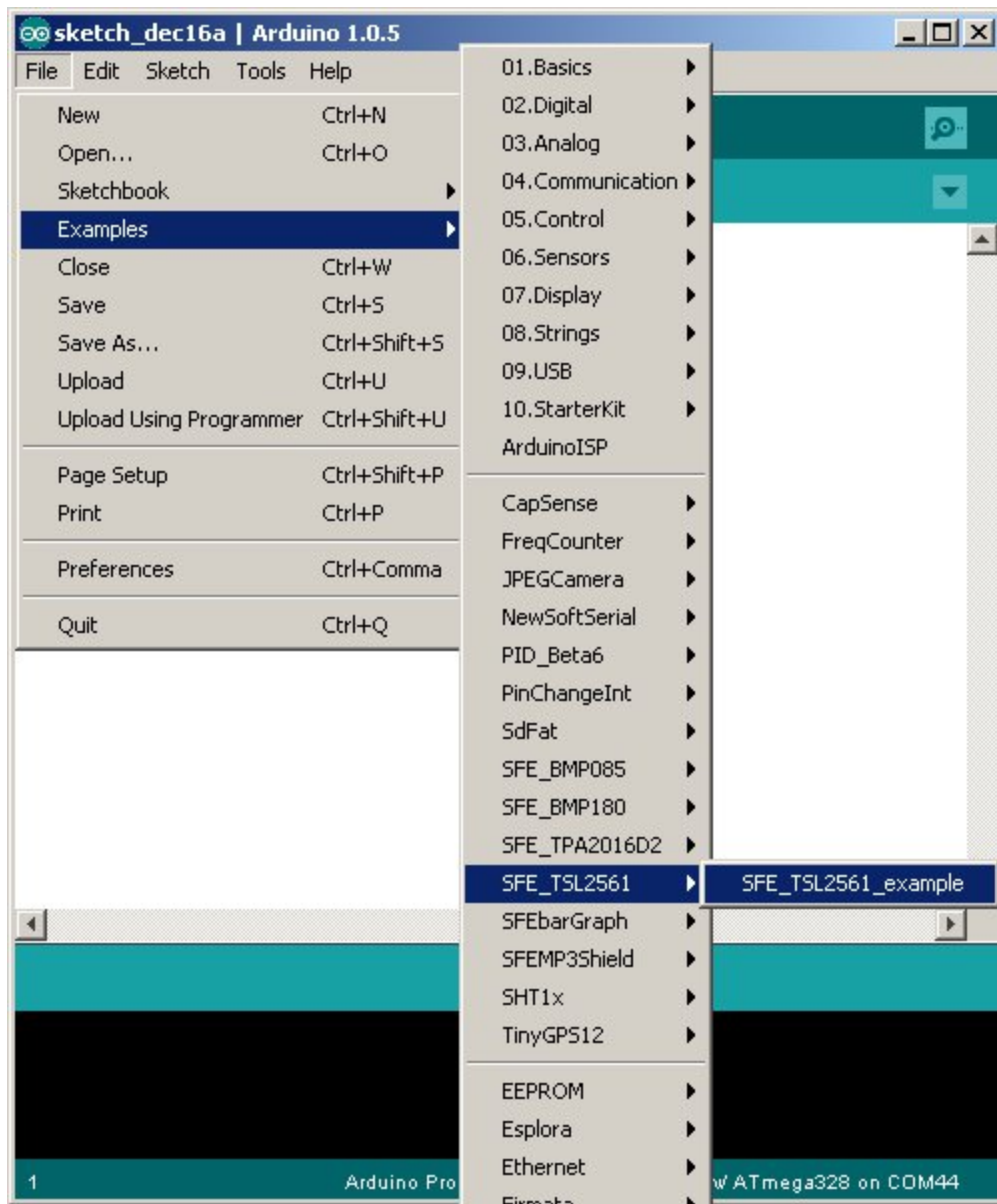 sketch_dec16a | Arduino 1.0.5
File Edit Sketch Tools Help
New Ctrl+N
Open... Ctrl+O
Sketchbook
Examples
Close Ctrl+W
Save Ctrl+S
Save As... Ctrl+Shift+S
Upload Ctrl+U
Upload Using Programmer Ctrl+Shift+U
Page Setup Ctrl+Shift+P
Print Ctrl+P
Preferences Ctrl+Comma
Quit Ctrl+Q
01.Basics
02.Digital
03.Analog
04.Communication
05.Control
06.Sensors
07.Display
08.Strings
09.USB
10.StarterKit
ArduinoISP
CapSense
FreqCounter
JPEGCamera
NewSoftSerial
PID_Beta6
PinChangeInt
SdFat
SFE_BMP085
SFE_BMP180
SFE_TPA2016D2
SFE_TSL2561
SFEbarGraph
SFEMP3Shield
SHT1x
TinyGPS12
EEPROM
Esplora
Ethernet
Firmata
SFE_TSL2561_example
1 Arduino Pro w/ ATmega328 on COM44